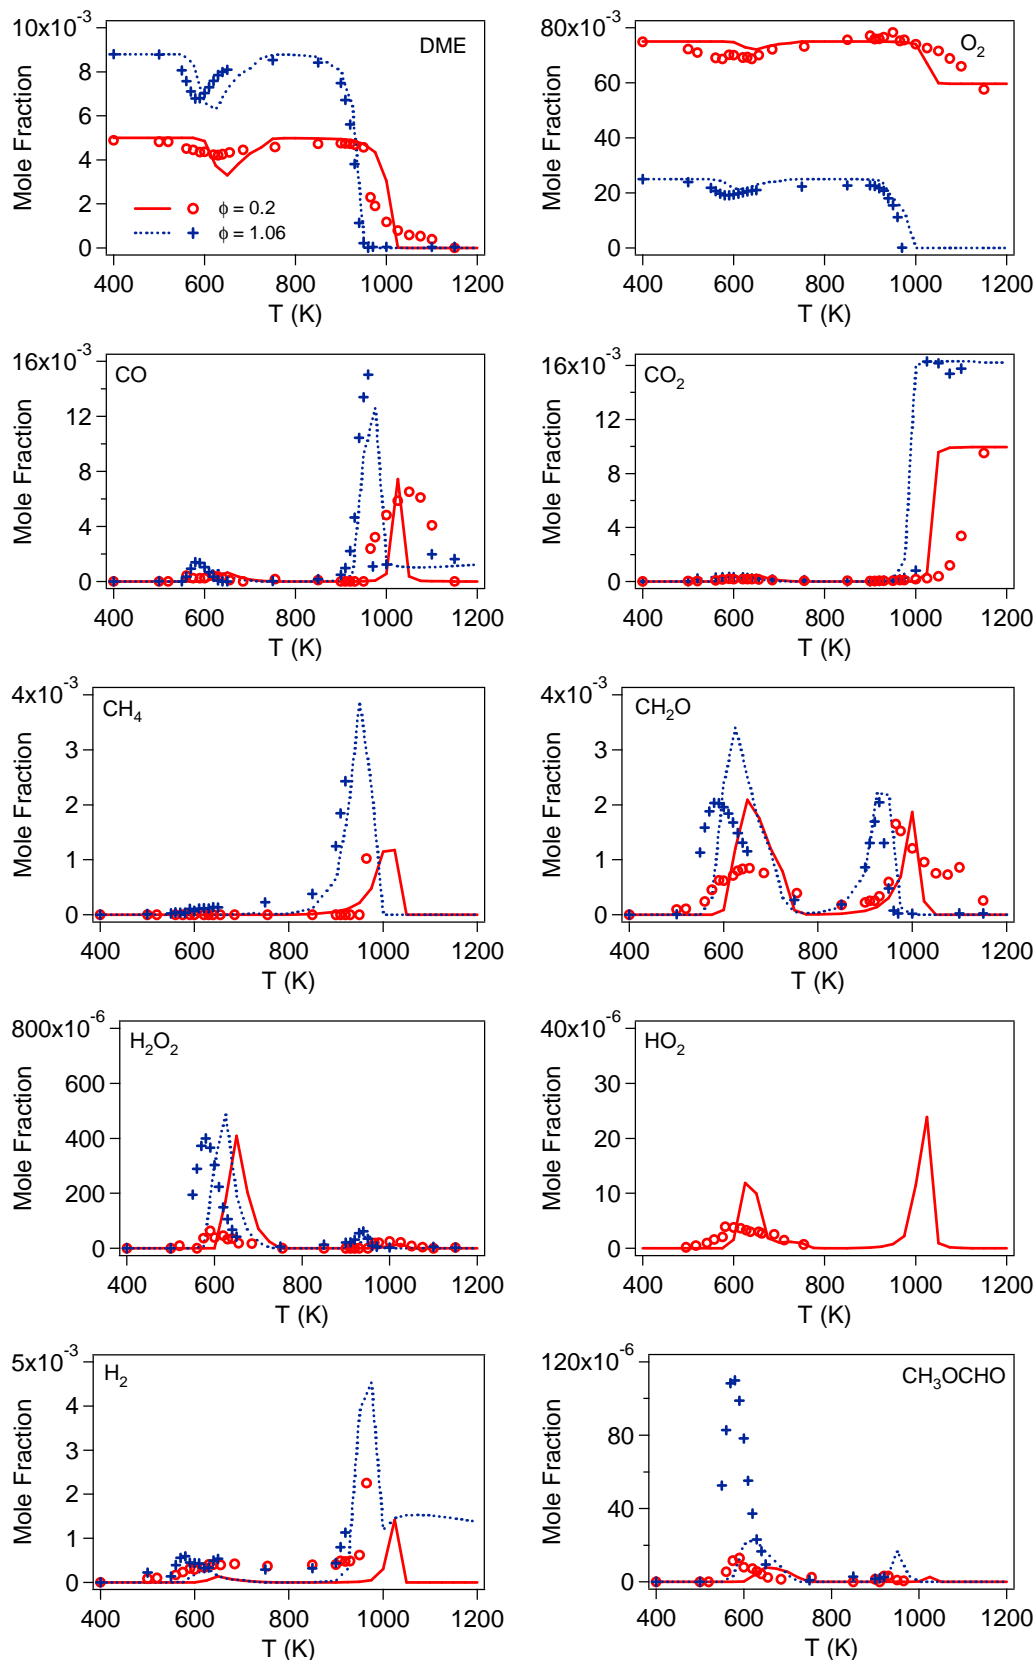 10x10⁻³
8
6
4
2
0
Mole Fraction
DME
ϕ = 0.2
ϕ = 1.06
400 600 800 1000 1200
T (K)
80x10⁻³
60
40
20
0
Mole Fraction
O₂
400 600 800 1000 1200
T (K)
16x10⁻³
12
8
4
0
Mole Fraction
CO
400 600 800 1000 1200
T (K)
16x10⁻³
12
8
4
0
Mole Fraction
CO₂
400 600 800 1000 1200
T (K)
4x10⁻³
3
2
1
0
Mole Fraction
CH₄
400 600 800 1000 1200
T (K)
4x10⁻³
3
2
1
0
Mole Fraction
CH₂O
400 600 800 1000 1200
T (K)
800x10⁻⁶
600
400
200
0
Mole Fraction
H₂O₂
400 600 800 1000 1200
T (K)
40x10⁻⁶
30
20
10
0
Mole Fraction
HO₂
400 600 800 1000 1200
T (K)
5x10⁻³
4
3
2
1
0
Mole Fraction
H₂
400 600 800 1000 1200
T (K)
120x10⁻⁶
80
40
0
Mole Fraction
CH₃OCHO
400 600 800 1000 1200
T (K)